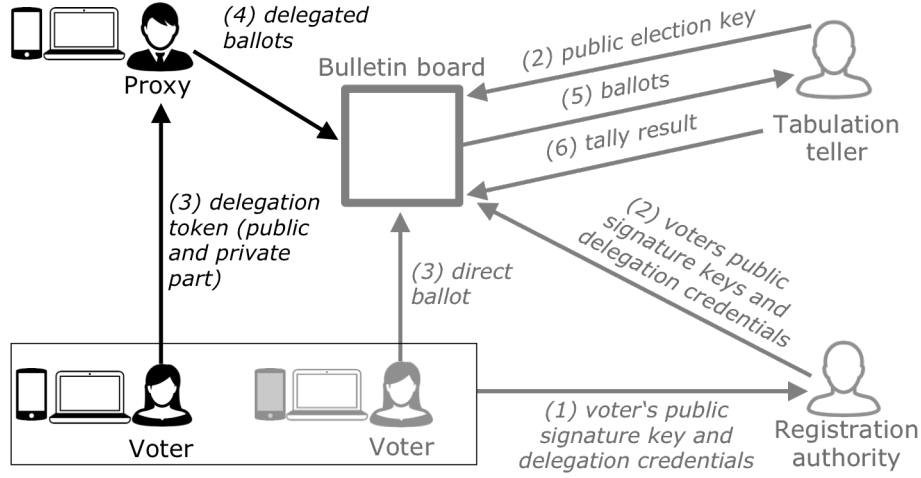 (4) delegated
ballots
Proxy
Bulletin board
(2) public election key
(5) ballots
(6) tally result
Tabulation
teller
(3) delegation
token (public
and private
part)
(3) direct
ballot
(2) voters public
signature keys and
delegation credentials
Voter
Voter
(1) voter‘s public
signature key and
delegation credentials
Registration
authority